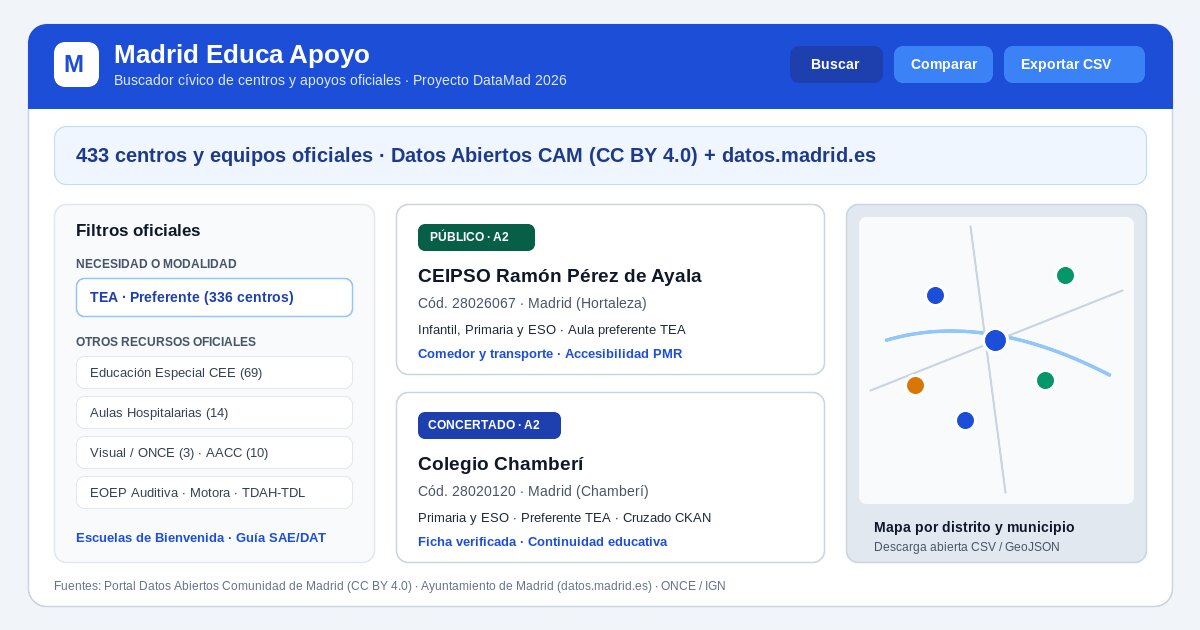 M
Madrid Educa Apoyo
Buscador cívico de centros y apoyos oficiales · Proyecto DataMad 2026
Buscar
Comparar
Exportar CSV
433 centros y equipos oficiales · Datos Abiertos CAM (CC BY 4.0) + datos.madrid.es
Filtros oficiales
NECESIDAD O MODALIDAD
TEA · Preferente (336 centros)
OTROS RECURSOS OFICIALES
Educación Especial CEE (69)
Aulas Hospitalarias (14)
Visual / ONCE (3) · AACC (10)
EOEP Auditiva · Motora · TDAH-TDL
Escuelas de Bienvenida · Guía SAE/DAT
PÚBLICO · A2
CEIPSO Ramón Pérez de Ayala
Cód. 28026067 · Madrid (Hortaleza)
Infantil, Primaria y ESO · Aula preferente TEA
Comedor y transporte · Accesibilidad PMR
CONCERTADO · A2
Colegio Chamberí
Cód. 28020120 · Madrid (Chamberí)
Primaria y ESO · Preferente TEA · Cruzado CKAN
Ficha verificada · Continuidad educativa
Mapa por distrito y municipio
Descarga abierta CSV / GeoJSON
Fuentes: Portal Datos Abiertos Comunidad de Madrid (CC BY 4.0) · Ayuntamiento de Madrid (datos.madrid.es) · ONCE / IGN